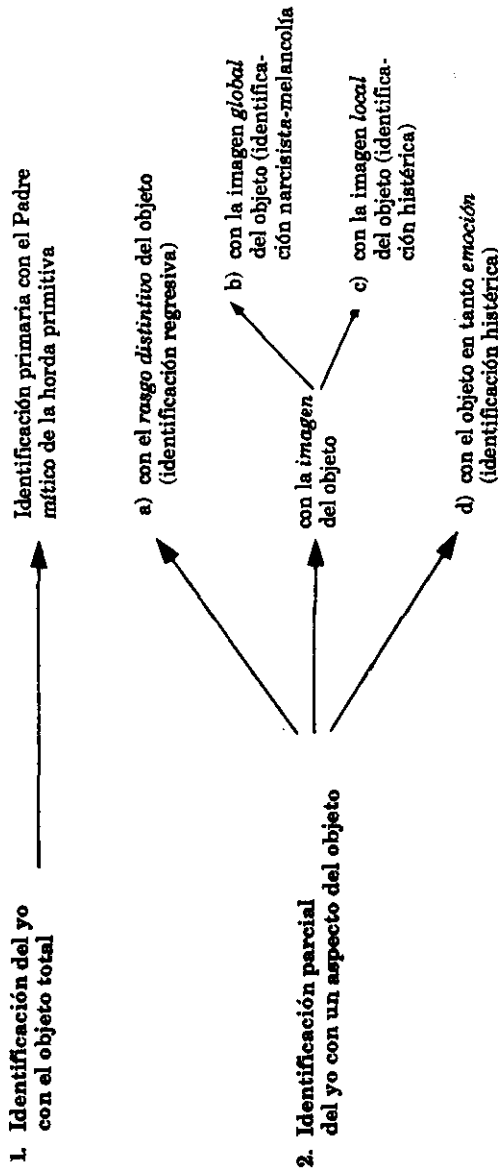 1. Identificación del yo
con el objeto total
Identificación primaria con el Padre
mítico de la horda primitiva
2. Identificación parcial
del yo con un aspecto del objeto
a) con el rasgo distintivo del objeto
(identificación regresiva)
con la imagen
del objeto
b) con la imagen global
del objeto (identifica-
ción narcisista-melancolía
c) con la imagen local
del objeto (identifica-
ción histérica)
d) con el objeto en tanto emoción
(identificación histérica)